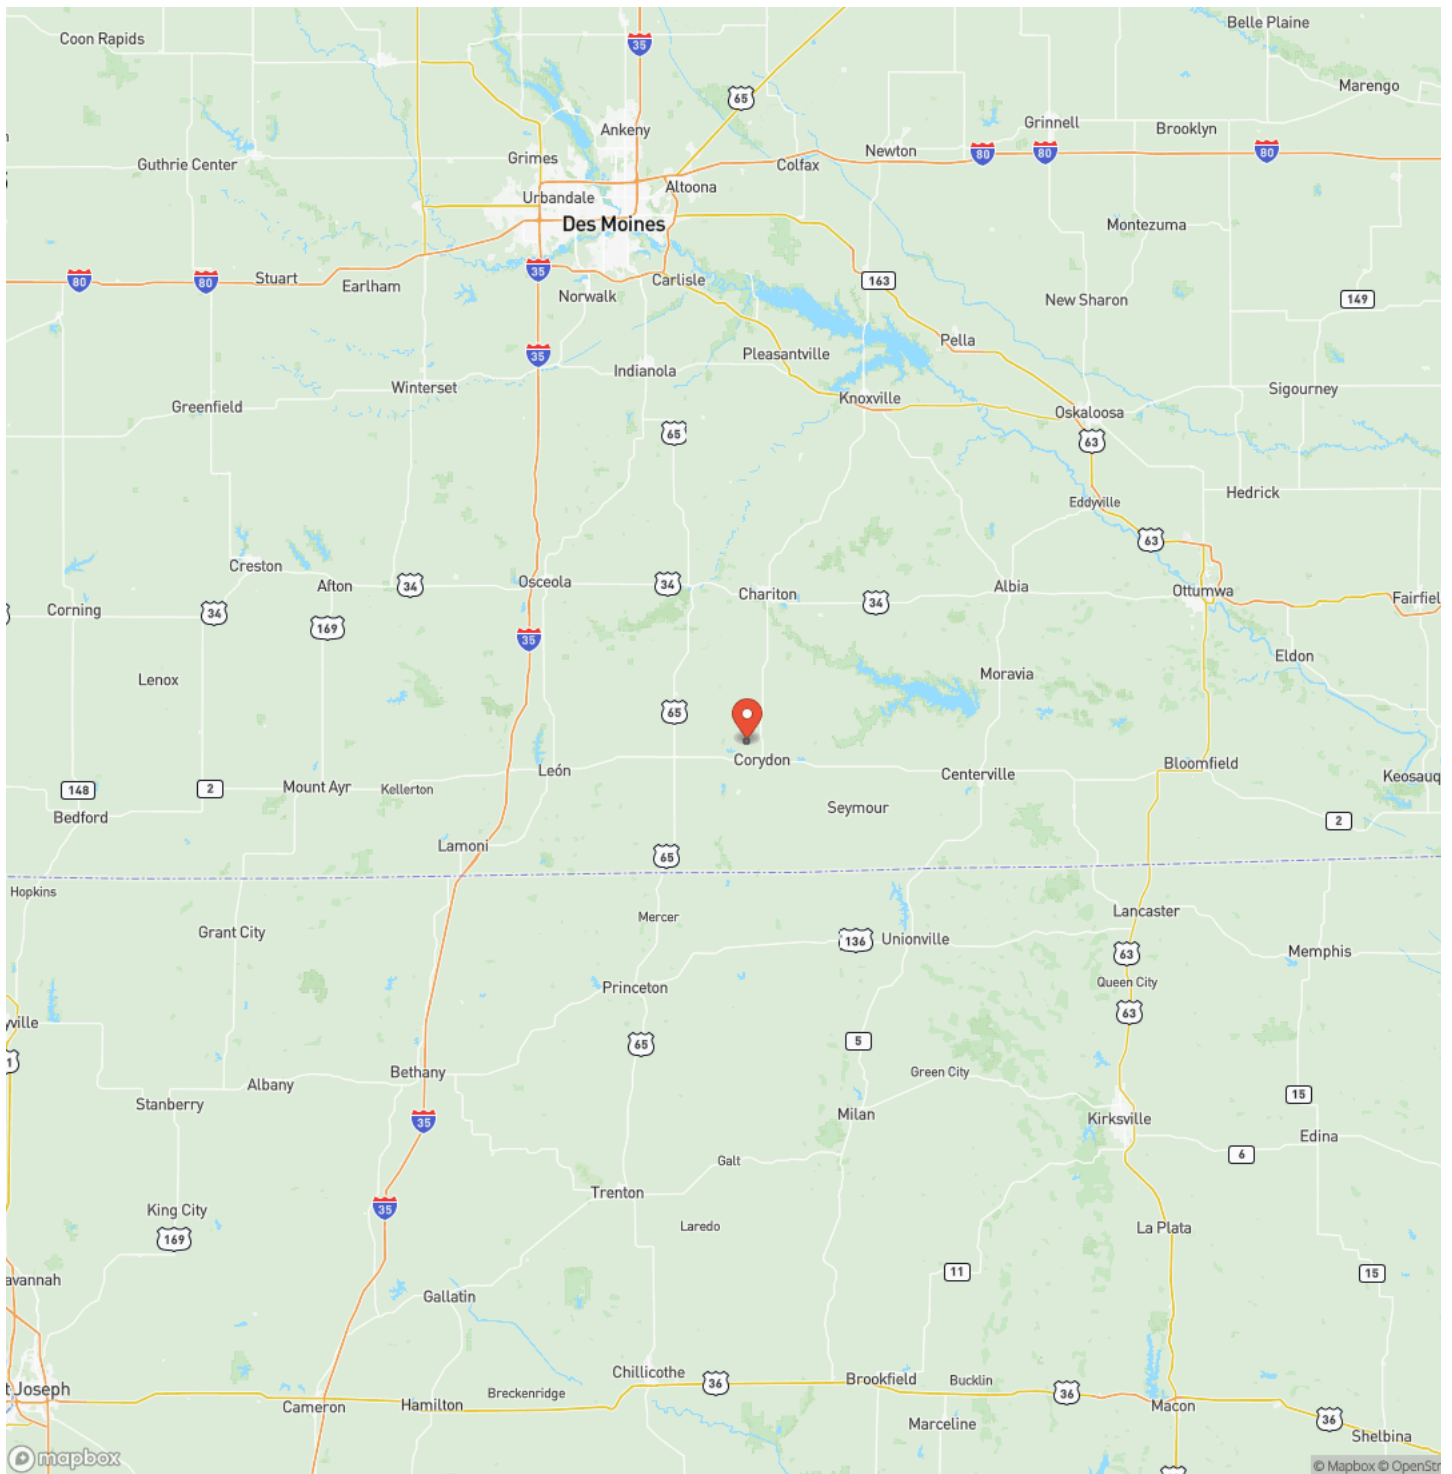 Belle Plaine
Coon Rapids
35
65
Marengo
Ankeny
Grinnell
Brooklyn
Grimes
Guthrie Center
Newton
80
80
80
Colfax
Altoona
Urbandale
Des Moines
Montezuma
35
80
80
Stuart
Earlham
Carlisle
163
Norwalk
New Sharon
149
35
Pella
Pleasantville
Indianola
Winterset
Sigourney
Knoxville
Greenfield
Oskaloosa
65
63
Hedrick
Eddyville
63
Creston
Afton
34
Osceola
34
Chariton
34
Albia
Ottumwa
Fairfiel
Corning
34
169
35
Eldon
Moravia
Lenox
65
Corydon
León
Centerville
Bloomfield
Keosauq
148
2
Mount Ayr
Kellerton
Bedford
Seymour
2
Lamoni
65
Hopkins
Mercer
Lancaster
Grant City
136
Unionville
63
Memphis
Princeton
Queen City
63
yville
65
5
1
Bethany
Green City
Albany
Stanberry
35
Milan
Kirksville
15
Edina
6
Galt
Trenton
King City
35
Laredo
La Plata
169
11
15
avannah
Gallatin
Chillicothe
36
Brookfield
Bucklin
36
t Joseph
Breckenridge
Cameron
Hamilton
Macon
36
Marceline
Shelbina
mapbox
© Mapbox © OpenStr